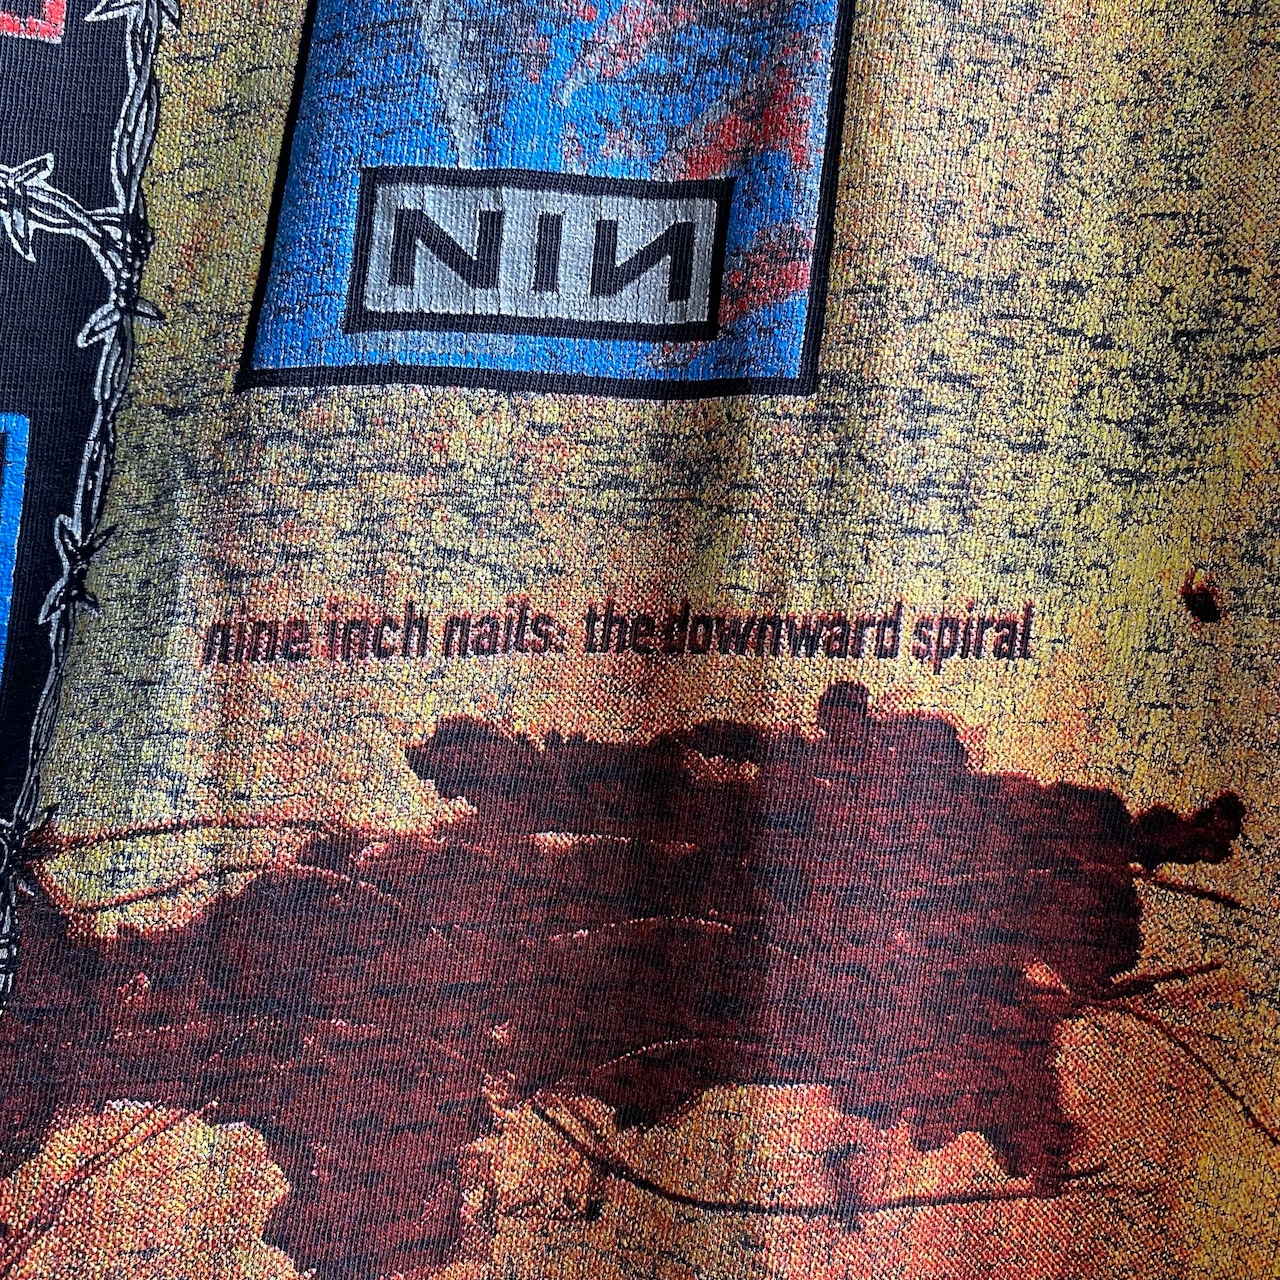 NIN
nine inch nails: the downward spiral